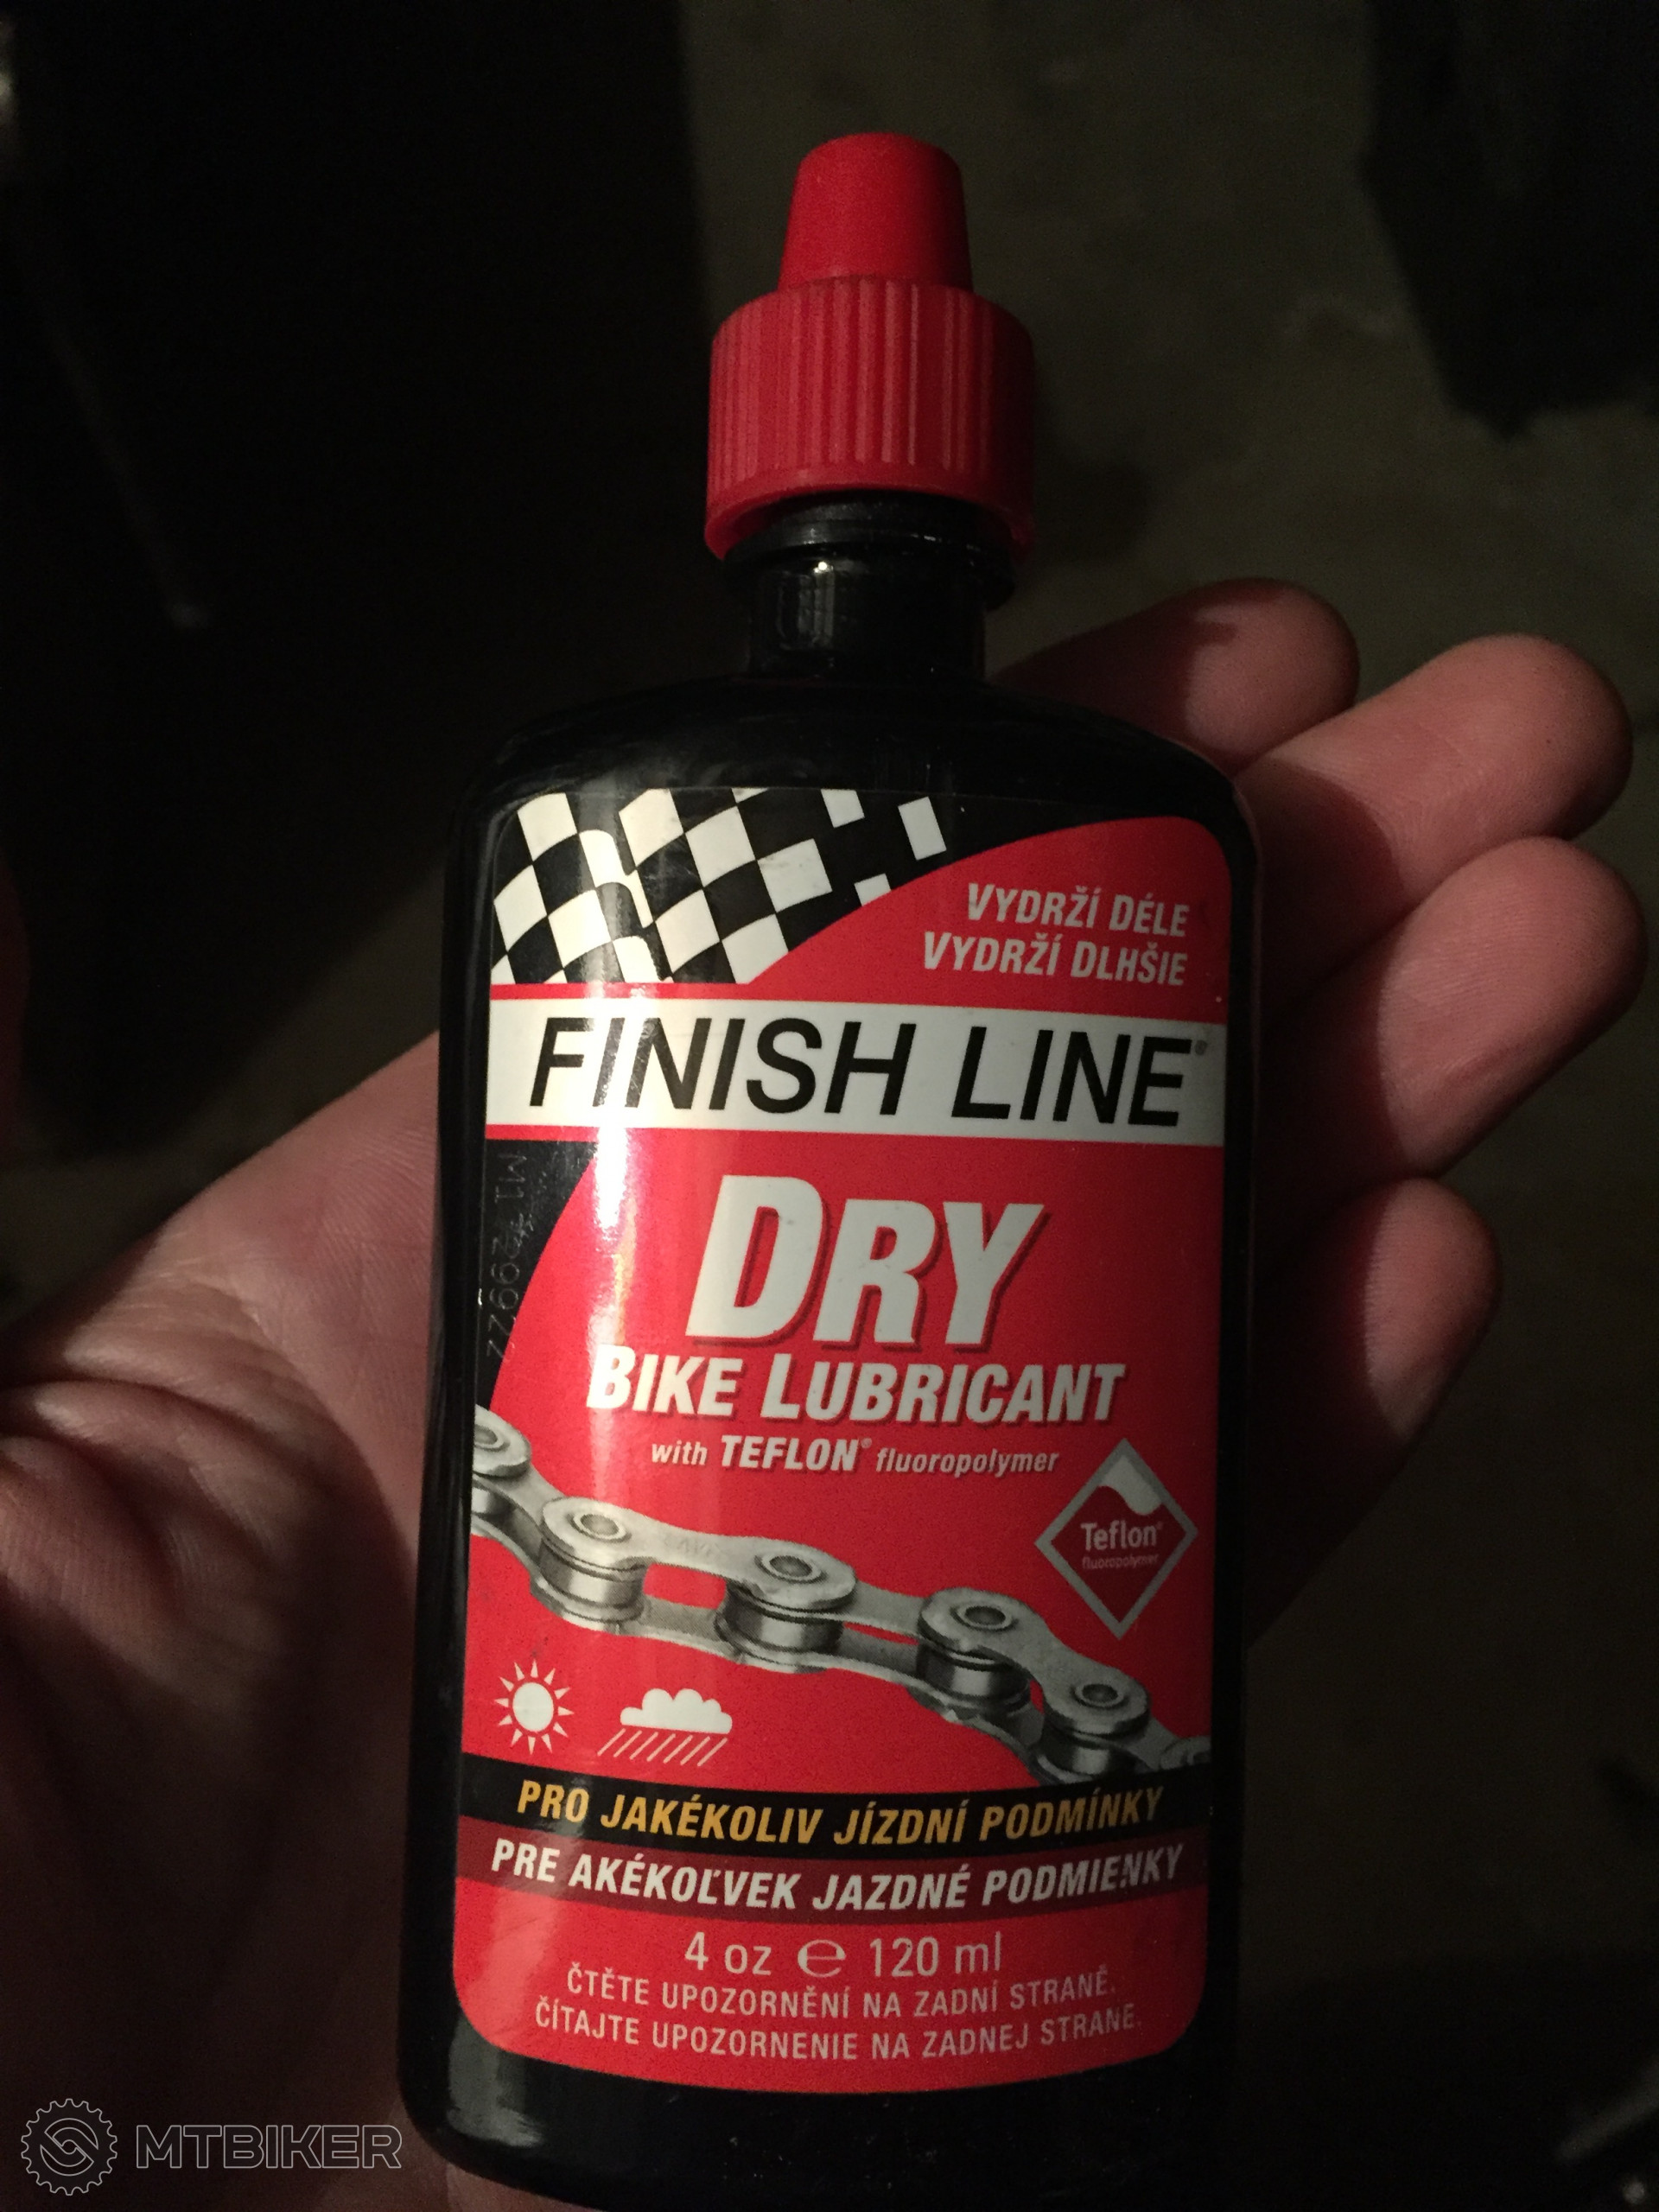 VYDRŽÍ DÉLE
VYDRŽÍ DLHŠIE
FINISH LINE®
DRY
BIKE LUBRICANT
with TEFLON® fluoropolymer
Teflon®
fluoropolymer
PRO JAKÉKOLIV JÍZDNÍ PODMÍNKY
PRE AKÉKOĽVEK JAZDNÉ PODMIENKY
4 oz ℮ 120 ml
ČTĚTE UPOZORNĚNÍ NA ZADNÍ STRANĚ.
ČÍTAJTE UPOZORNENIE NA ZADNEJ STRANE.
MTBIKER